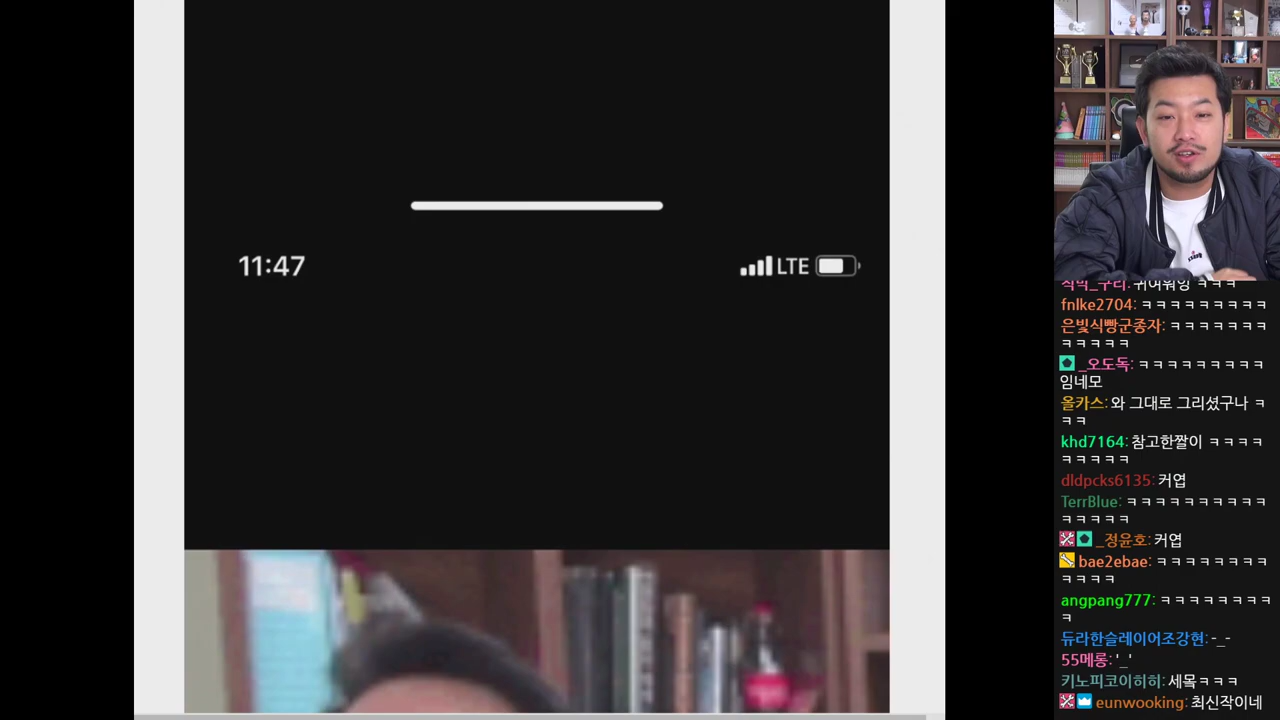 11:47
LTE
fnlke2704: ㅋㅋㅋㅋㅋㅋㅋㅋㅋ
은빛식빵군종자: ㅋㅋㅋㅋㅋㅋㅋ
ㅋㅋㅋㅋㅋ
_오도독: ㅋㅋㅋㅋㅋㅋㅋㅋㅋ
임네모
올카스: 와 그대로 그리셨구나 ㅋ
ㅋㅋ
khd7164: 참고한짤이 ㅋㅋㅋㅋ
ㅋㅋㅋㅋㅋ
dldpcks6135: 커엽
TerrBlue: ㅋㅋㅋㅋㅋㅋㅋㅋㅋㅋ
ㅋㅋㅋㅋㅋ
_정윤호: 커엽
bae2ebae: ㅋㅋㅋㅋㅋㅋㅋㅋ
ㅋㅋㅋㅋ
angpang777: ㅋㅋㅋㅋㅋㅋㅋㅋ
ㅋ
듀라한슬레이어조강현: -_-
55메롱: '_'
키노피코이히히: 세목ㅋㅋㅋ
eunwooking: 최신작이네